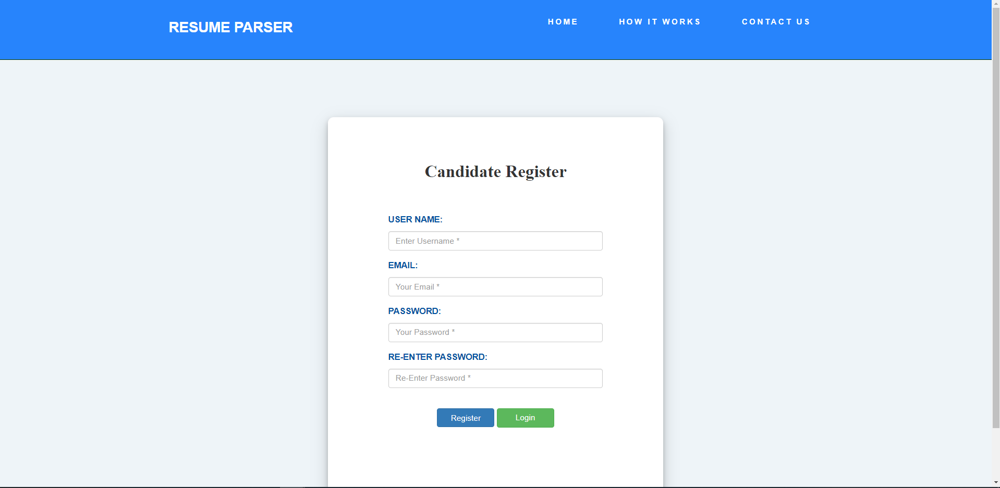 RESUME PARSER
HOME HOW IT WORKS CONTACT US
Candidate Register
USER NAME:
Enter Username *
EMAIL:
Your Email *
PASSWORD:
Your Password *
RE-ENTER PASSWORD:
Re-Enter Password *
Register Login